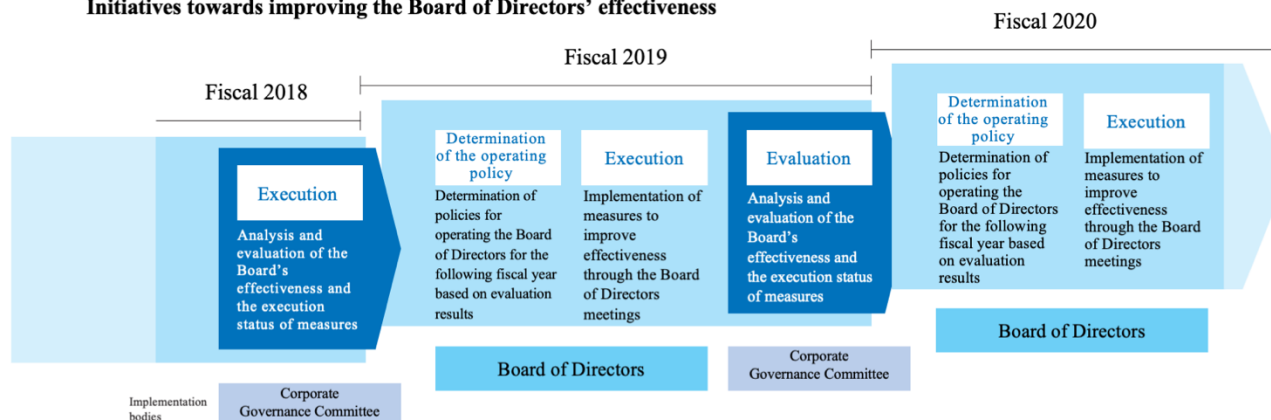 Initiatives towards improving the Board of Directors' effectiveness
Fiscal 2018
Fiscal 2019
Fiscal 2020
Execution
Analysis and
evaluation of the
Board's
effectiveness and
the execution
status of measures
Determination
of the operating
policy
Determination of
policies for
operating the Board
of Directors for the
following fiscal year
based on evaluation
results
Execution
Implementation of
measures to
improve
effectiveness
through the Board
of Directors
meetings
Evaluation
Analysis and
evaluation of the
Board's
effectiveness and
the execution status
of measures
Determination
of the operating
policy
Determination of
policies for
operating the
Board of Directors
for the following
fiscal year based
on evaluation
results
Execution
Implementation of
measures to
improve
effectiveness
through the Board
of Directors
meetings
Implementation
bodies
Corporate
Governance Committee
Board of Directors
Corporate
Governance Committee
Board of Directors